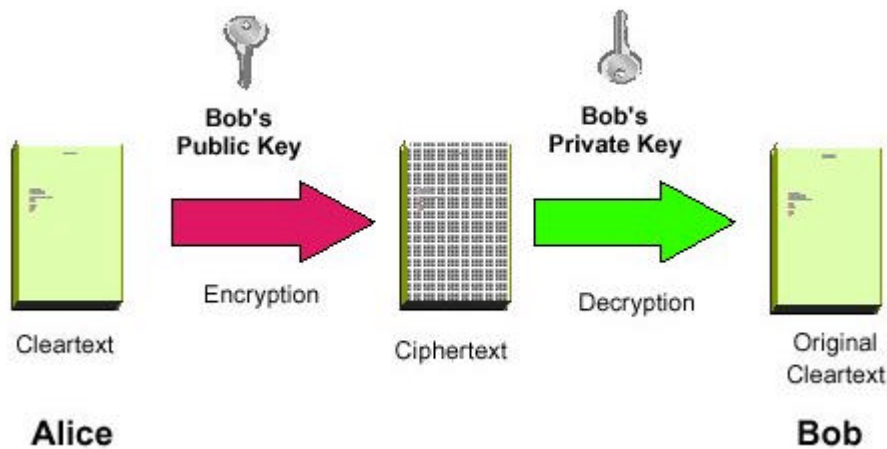 Bob's
Public Key
Bob's
Private Key
Encryption
Decryption
Cleartext
Ciphertext
Original
Cleartext
Alice
Bob